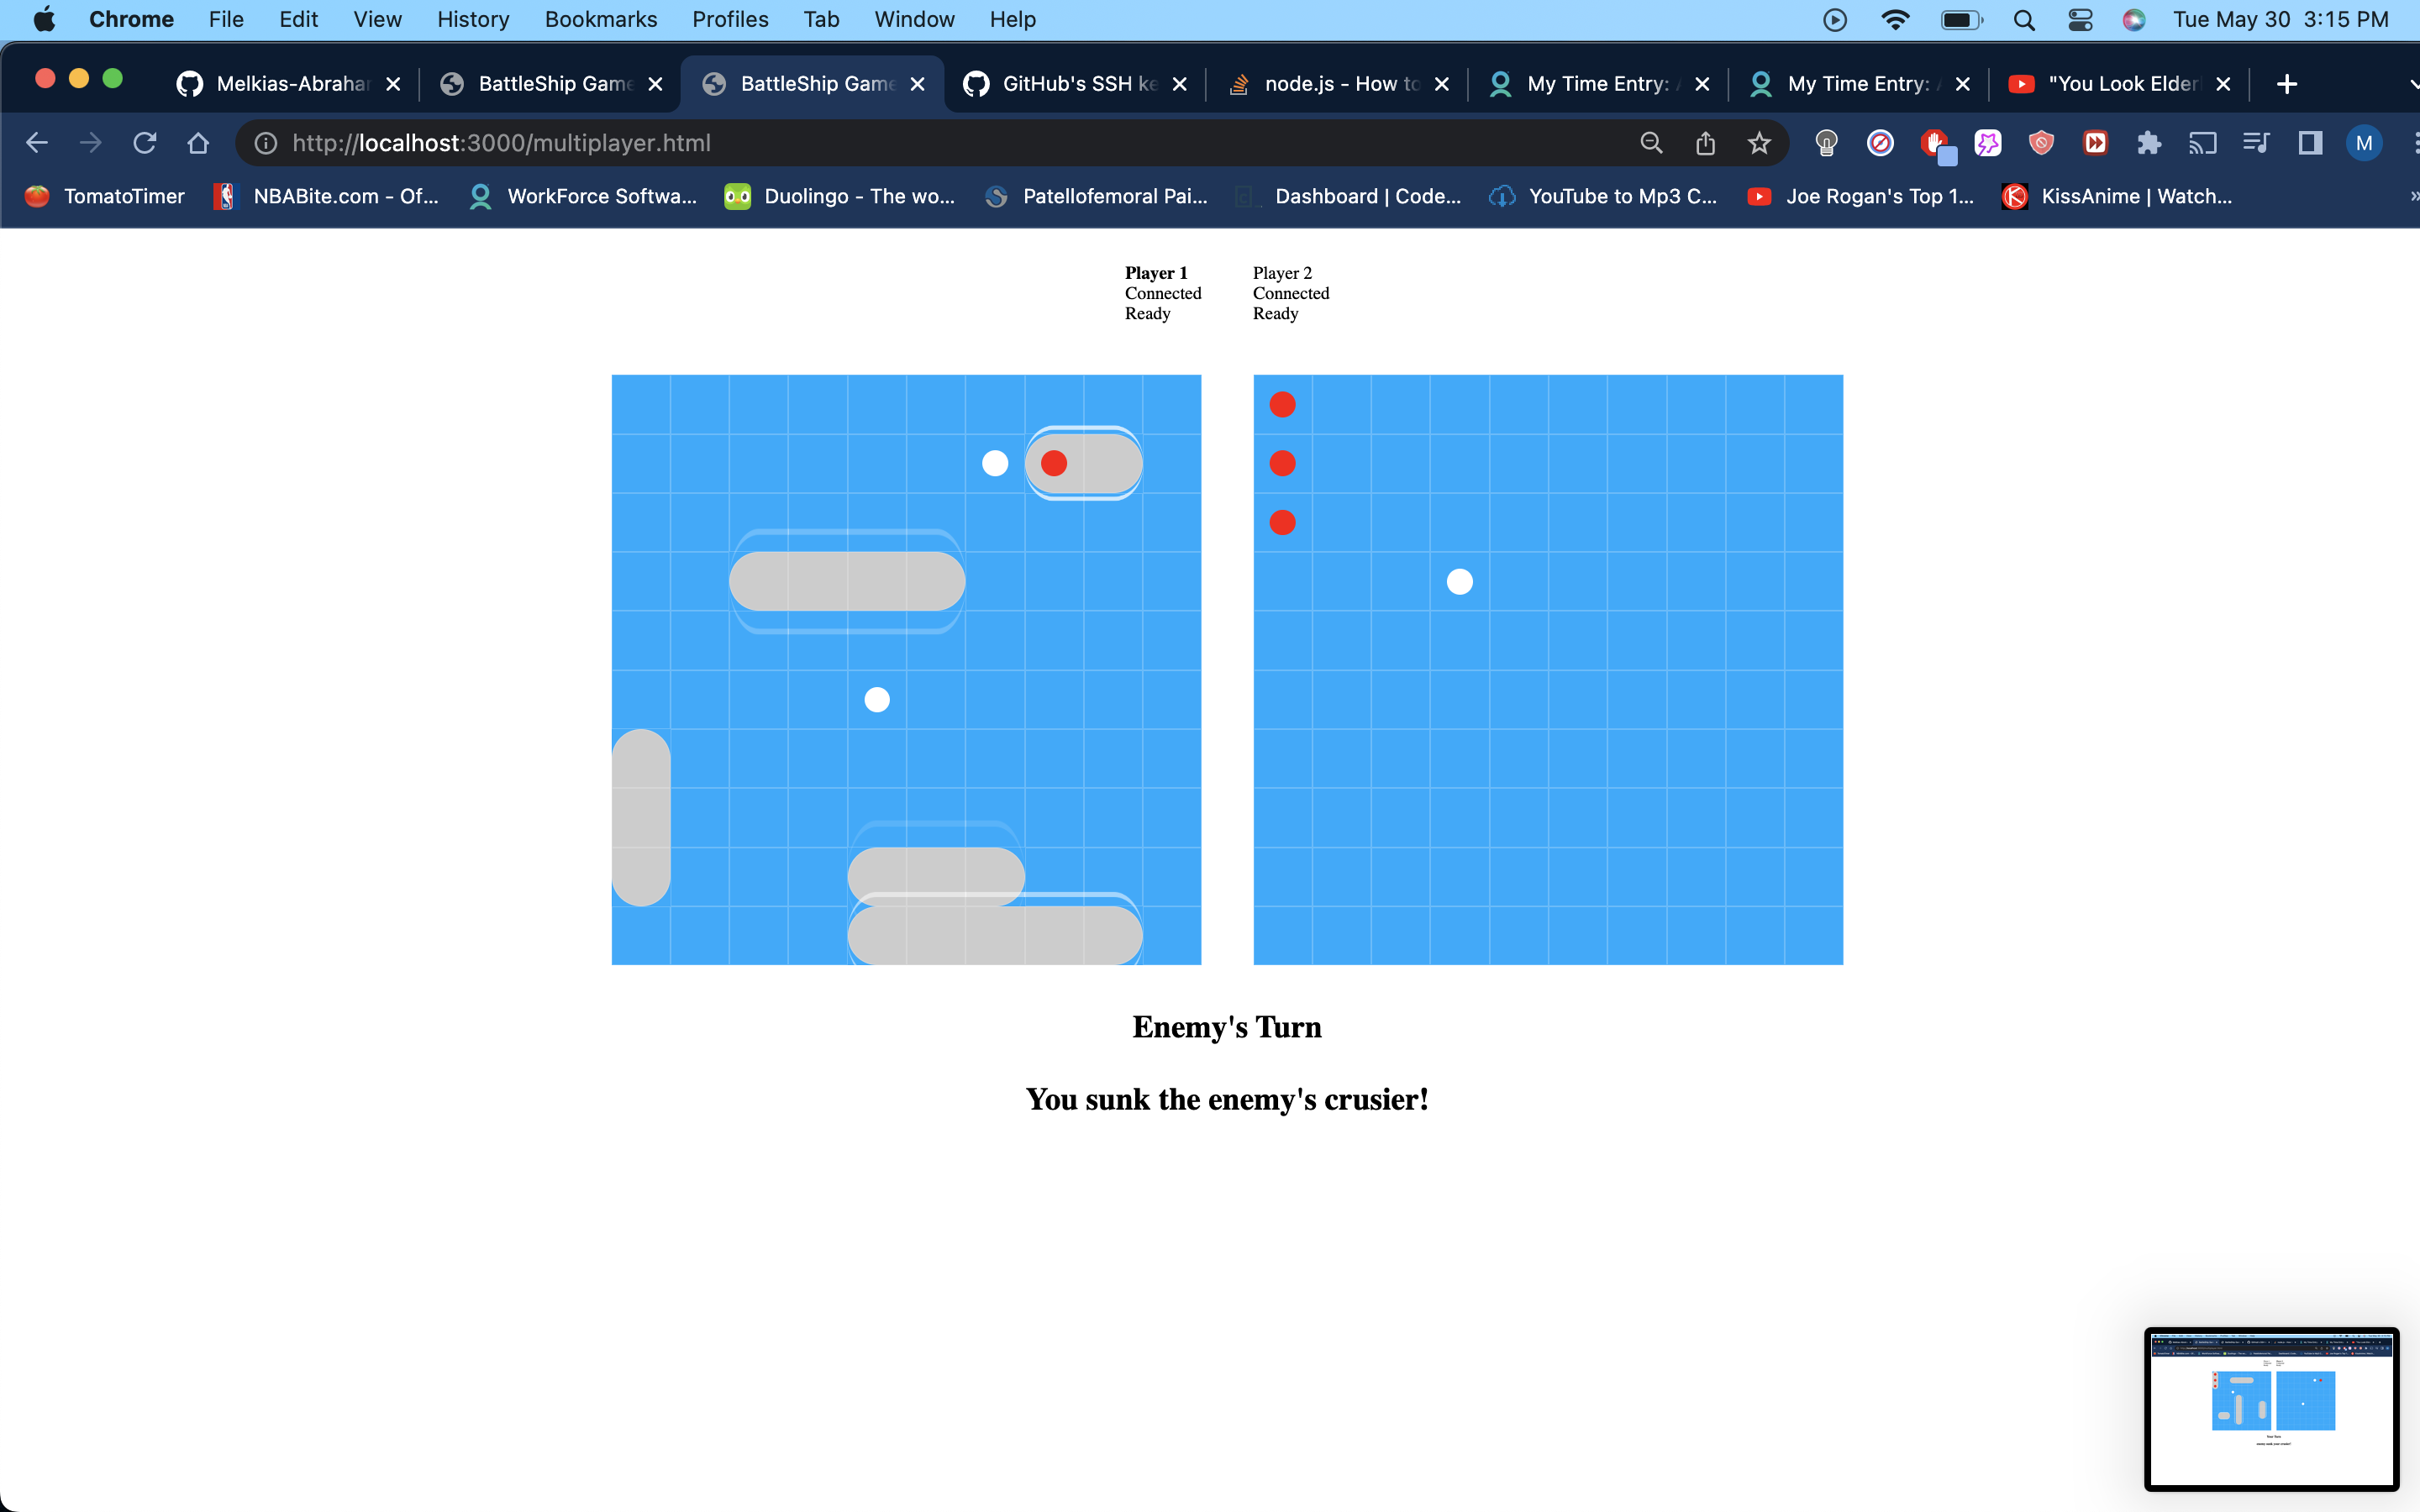 Chrome File Edit View History Bookmarks Profiles Tab Window Help Tue May 30 3:15 PM
Melkias-Abrahar BattleShip Game BattleShip Game GitHub's SSH ke node.js - How to My Time Entry: My Time Entry: "You Look Elder
http://localhost:3000/multiplayer.html M
TomatoTimer NBABite.com - Of... WorkForce Softwa... Duolingo - The wo... Patellofemoral Pai... Dashboard | Code... YouTube to Mp3 C... Joe Rogan's Top 1... KissAnime | Watch... »
Player 1 Player 2
Connected Connected
Ready Ready
Enemy's Turn
You sunk the enemy's crusier!